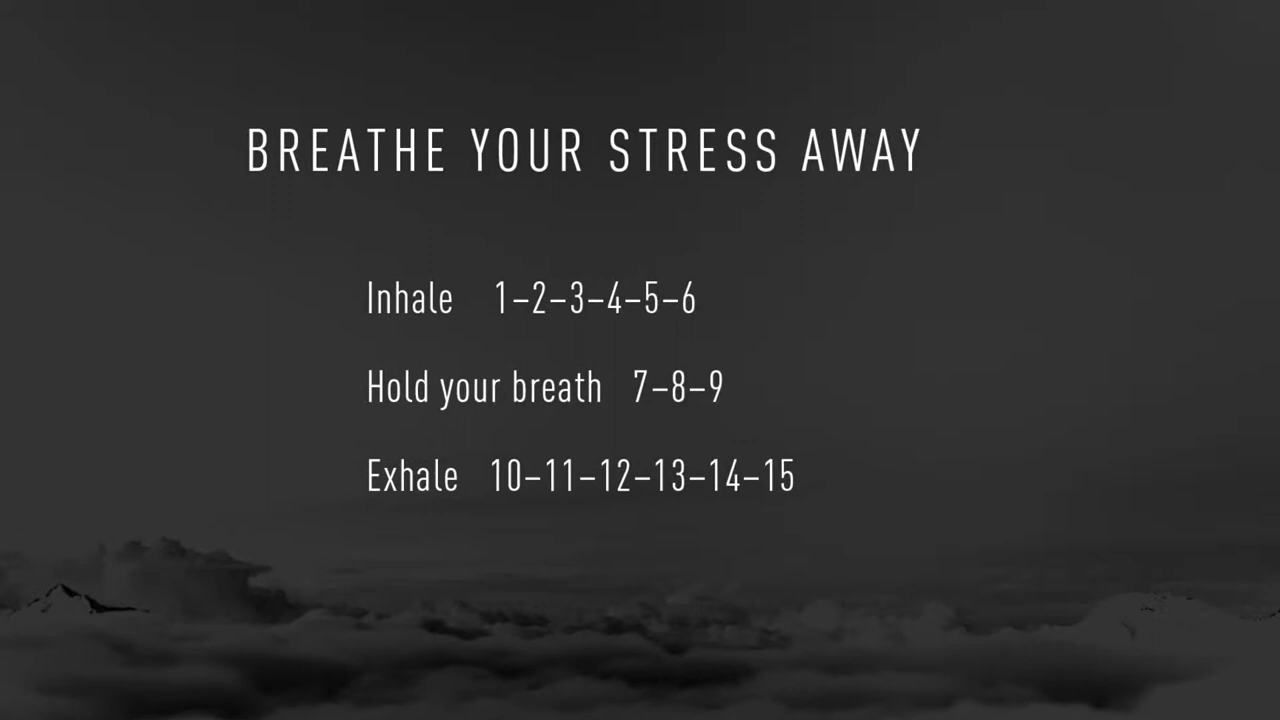 BREATHE YOUR STRESS AWAY
Inhale 1–2–3–4–5–6
Hold your breath 7–8–9
Exhale 10–11–12–13–14–15